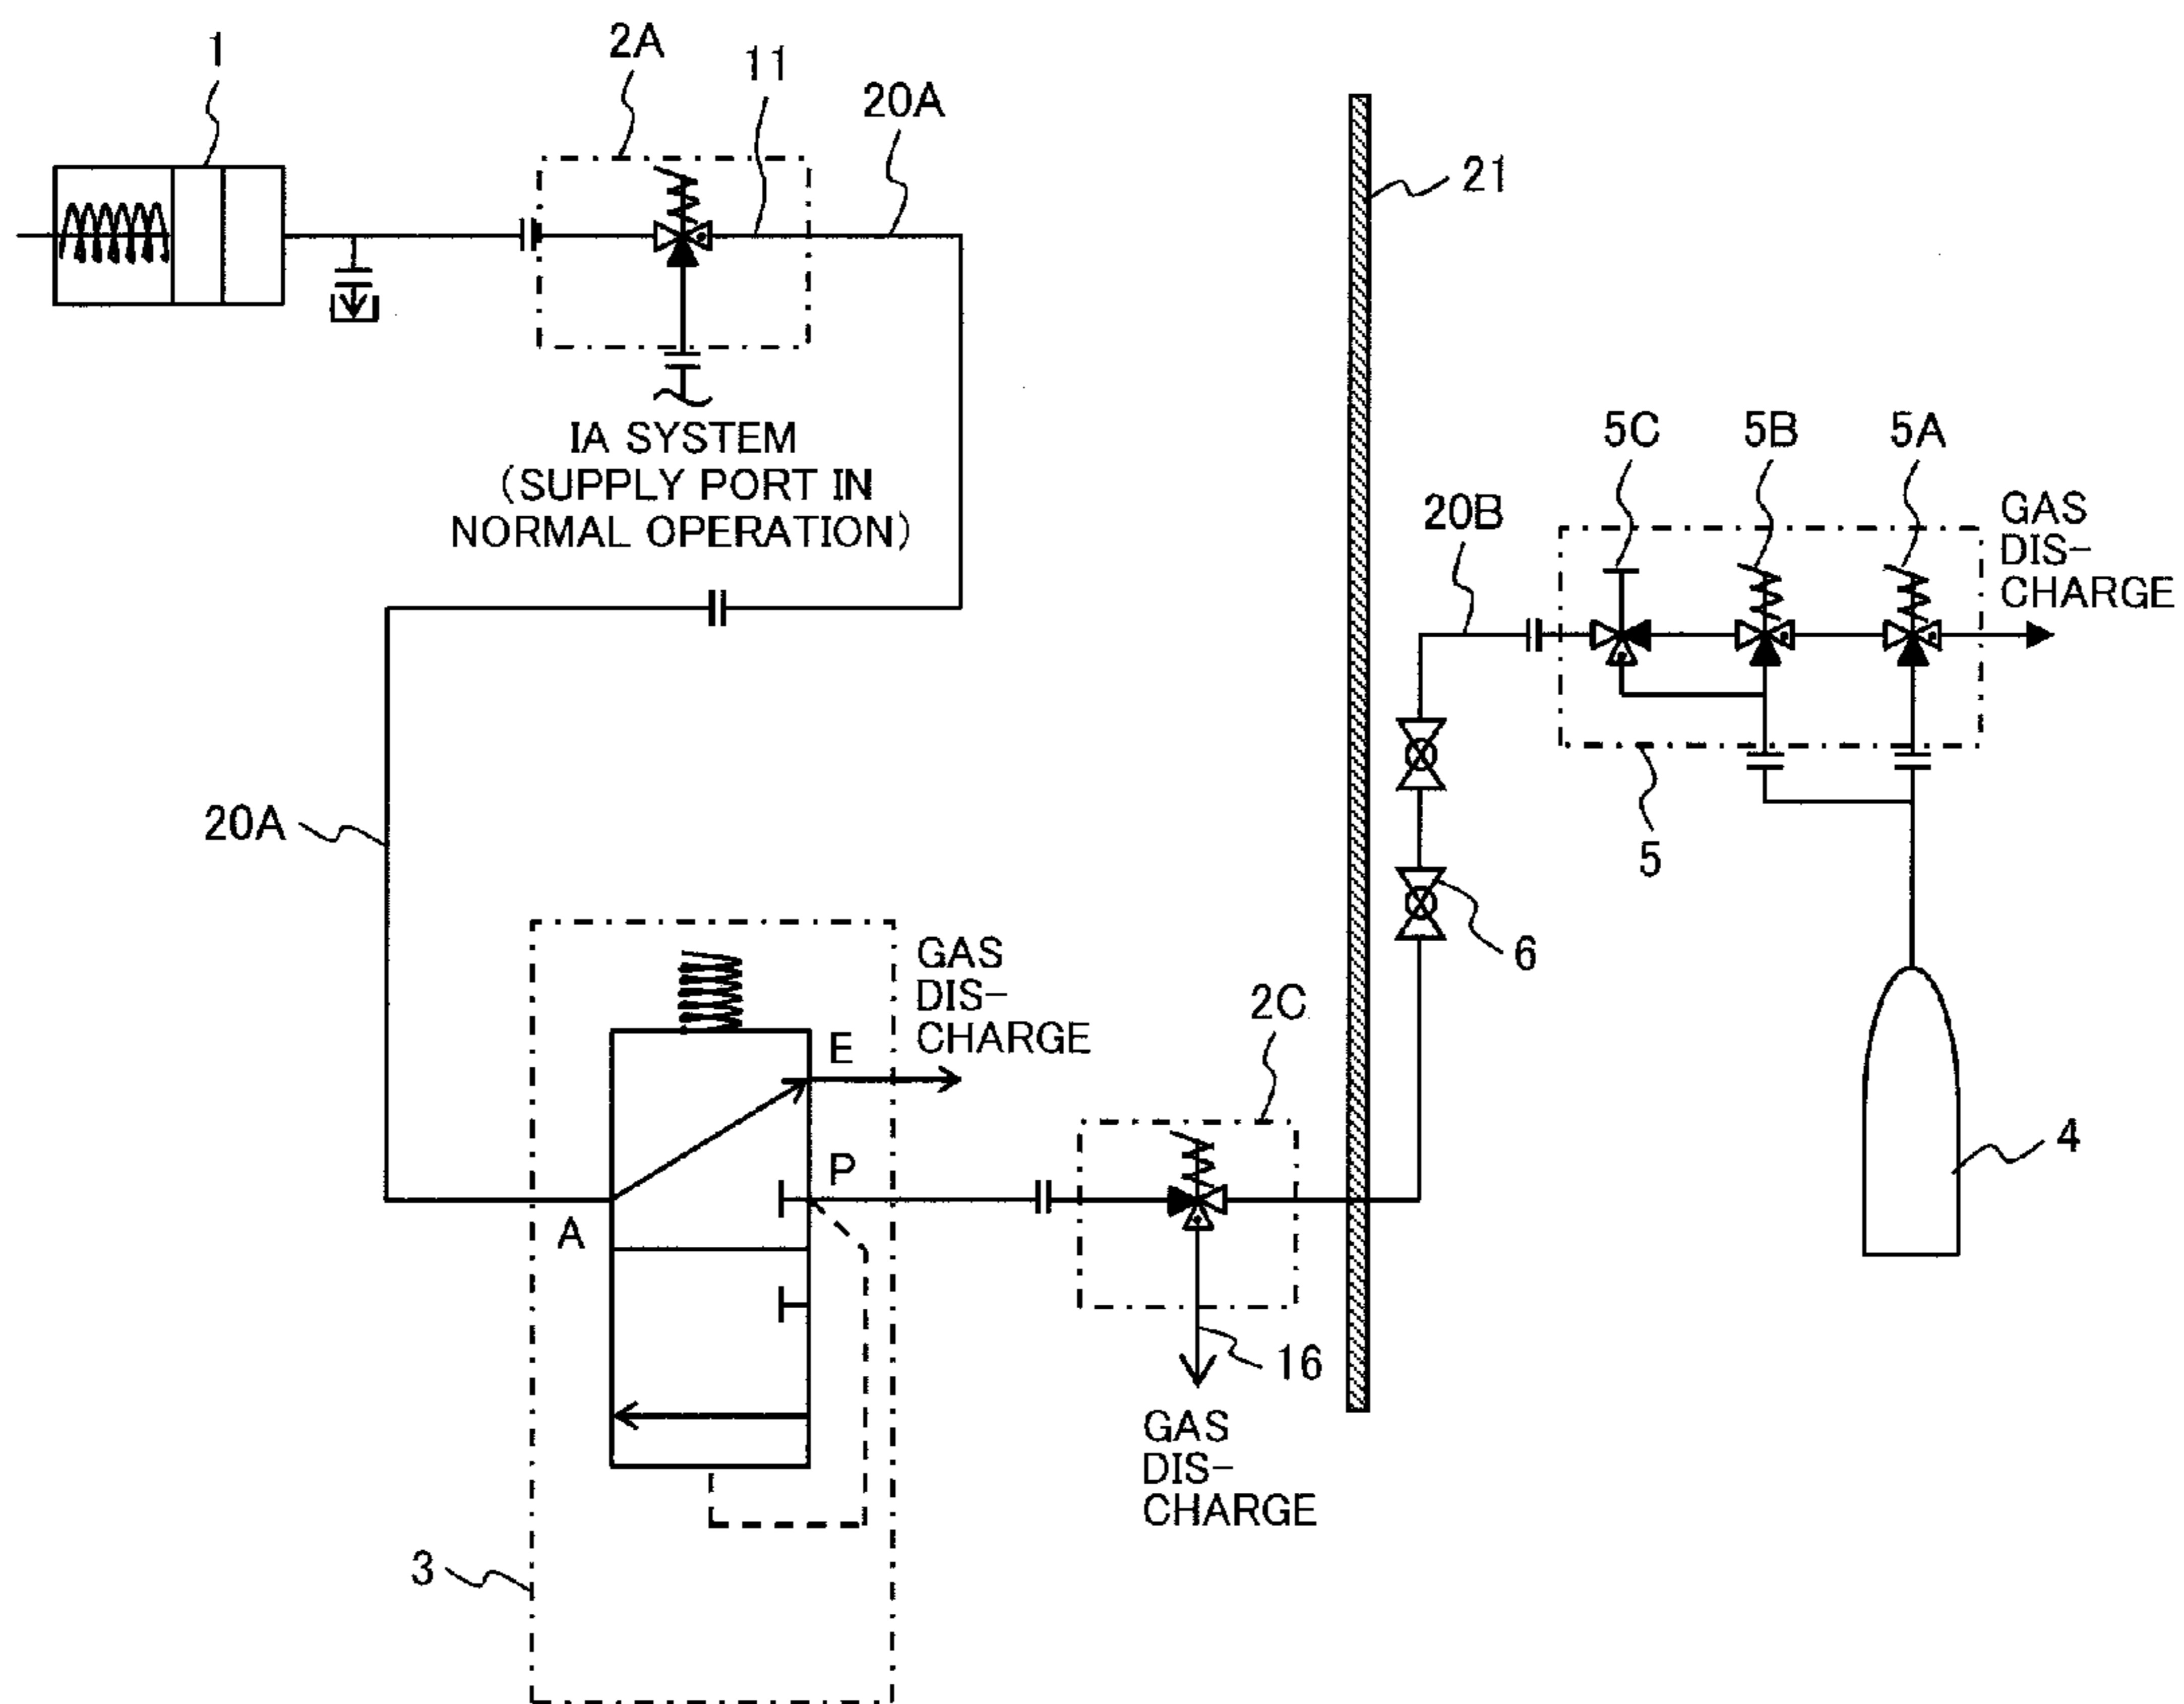 1
2A
11
20A
21
IA SYSTEM
(SUPPLY PORT IN
NORMAL OPERATION)
5C
5B
5A
20B
GAS
DIS-
CHARGE
5
20A
6
GAS
DIS-
CHARGE
E
2C
P
4
A
16
GAS
DIS-
CHARGE
3